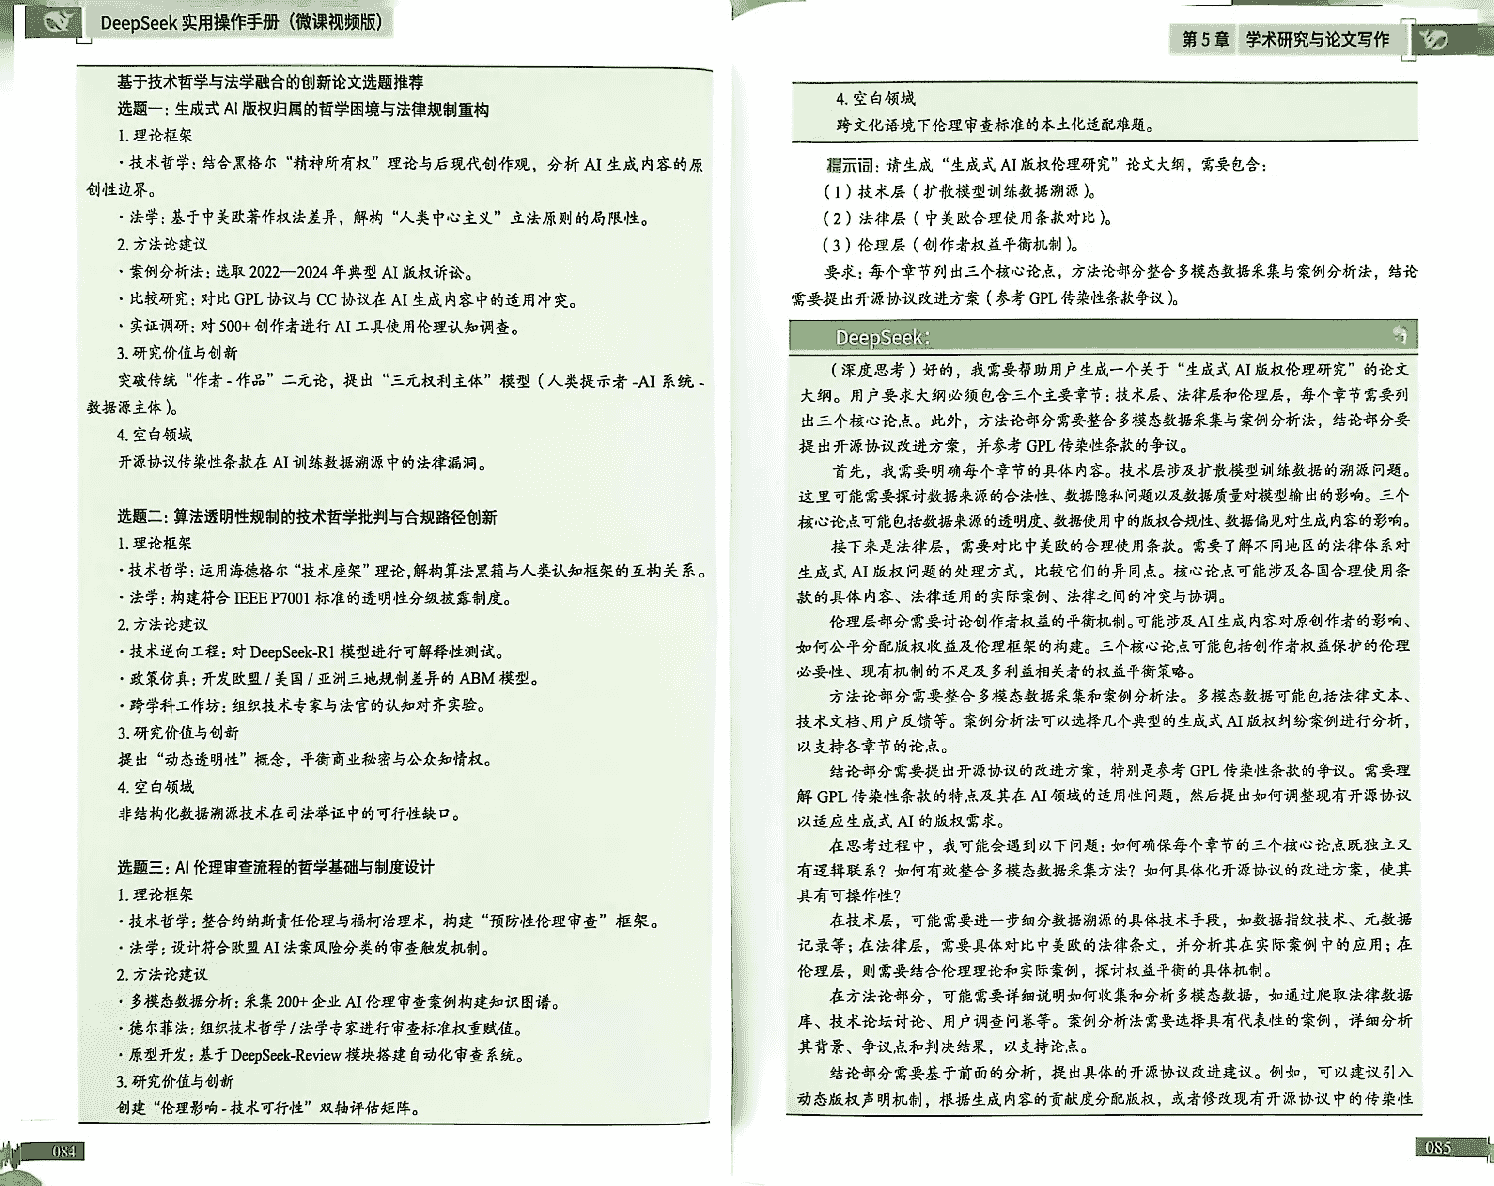 DeepSeek 实用操作手册（微课视频版）
基于技术哲学与法学融合的创新论文选题推荐
选题一：生成式 AI 版权归属的哲学困境与法律规制重构
1. 理论框架
·技术哲学：结合黑格尔“精神所有权”理论与后现代创作观，分析 AI 生成内容的原
创性边界。
·法学：基于中美欧著作权法差异，解构“人类中心主义”立法原则的局限性。
2. 方法论建议
·案例分析法：选取 2022—2024 年典型 AI 版权诉讼。
·比较研究：对比 GPL 协议与 CC 协议在 AI 生成内容中的适用冲突。
·实证调研：对 500+ 创作者进行 AI 工具使用伦理认知调查。
3. 研究价值与创新
突破传统“作者 - 作品”二元论，提出“三元权利主体”模型（人类提示者 -AI 系统 -
数据源主体）。
4. 空白领域
开源协议传染性条款在 AI 训练数据溯源中的法律漏洞。
选题二：算法透明性规制的技术哲学批判与合规路径创新
1. 理论框架
·技术哲学：运用海德格尔“技术座架”理论，解构算法黑箱与人类认知框架的互构关系。
·法学：构建符合 IEEE P7001 标准的透明性分级披露制度。
2. 方法论建议
·技术逆向工程：对 DeepSeek-R1 模型进行可解释性测试。
·政策仿真：开发欧盟 / 美国 / 亚洲三地规制差异的 ABM 模型。
·跨学科工作坊：组织技术专家与法官的认知对齐实验。
3. 研究价值与创新
提出“动态透明性”概念，平衡商业秘密与公众知情权。
4. 空白领域
非结构化数据溯源技术在司法举证中的可行性缺口。
选题三：AI 伦理审查流程的哲学基础与制度设计
1. 理论框架
·技术哲学：整合约纳斯责任伦理与福柯治理术，构建“预防性伦理审查”框架。
·法学：设计符合欧盟 AI 法案风险分类的审查触发机制。
2. 方法论建议
·多模态数据分析：采集 200+ 企业 AI 伦理审查案例构建知识图谱。
·德尔菲法：组织技术哲学 / 法学专家进行审查标准权重赋值。
·原型开发：基于 DeepSeek-Review 模块搭建自动化审查系统。
3. 研究价值与创新
创建“伦理影响 - 技术可行性”双轴评估矩阵。
084
第 5 章 学术研究与论文写作
4. 空白领域
跨文化语境下伦理审查标准的本土化适配难题。
提示词：请生成“生成式 AI 版权伦理研究”论文大纲，需要包含：
（1）技术层（扩散模型训练数据溯源）。
（2）法律层（中美欧合理使用条款对比）。
（3）伦理层（创作者权益平衡机制）。
要求：每个章节列出三个核心论点，方法论部分整合多模态数据采集与案例分析法，结论
需要提出开源协议改进方案（参考 GPL 传染性条款争议）。
DeepSeek：
（深度思考）好的，我需要帮助用户生成一个关于“生成式 AI 版权伦理研究”的论文
大纲。用户要求大纲必须包含三个主要章节：技术层、法律层和伦理层，每个章节需要列
出三个核心论点。此外，方法论部分需要整合多模态数据采集与案例分析法，结论部分要
提出开源协议改进方案，并参考 GPL 传染性条款的争议。
首先，我需要明确每个章节的具体内容。技术层涉及扩散模型训练数据的溯源问题。
这里可能需要探讨数据来源的合法性、数据隐私问题以及数据质量对模型输出的影响。三个
核心论点可能包括数据来源的透明度、数据使用中的版权合规性、数据偏见对生成内容的影响。
接下来是法律层，需要对比中美欧的合理使用条款。需要了解不同地区的法律体系对
生成式 AI 版权问题的处理方式，比较它们的异同点。核心论点可能涉及各国合理使用条
款的具体内容、法律适用的实际案例、法律之间的冲突与协调。
伦理层部分需要讨论创作者权益的平衡机制。可能涉及AI生成内容对原创作者的影响、
如何公平分配版权收益及伦理框架的构建。三个核心论点可能包括创作者权益保护的伦理
必要性、现有机制的不足及多利益相关者的权益平衡策略。
方法论部分需要整合多模态数据采集和案例分析法。多模态数据可能包括法律文本、
技术文档、用户反馈等。案例分析法可以选择几个典型的生成式 AI 版权纠纷案例进行分析，
以支持各章节的论点。
结论部分需要提出开源协议的改进方案，特别是参考 GPL 传染性条款的争议。需要理
解 GPL 传染性条款的特点及其在 AI 领域的适用性问题，然后提出如何调整现有开源协议
以适应生成式 AI 的版权需求。
在思考过程中，我可能会遇到以下问题：如何确保每个章节的三个核心论点既独立又
有逻辑联系？如何有效整合多模态数据采集方法？如何具体化开源协议的改进方案，使其
具有可操作性？
在技术层，可能需要进一步细分数据溯源的具体技术手段，如数据指纹技术、元数据
记录等；在法律层，需要具体对比中美欧的法律条文，并分析其在实际案例中的应用；在
伦理层，则需要结合伦理理论和实际案例，探讨权益平衡的具体机制。
在方法论部分，可能需要详细说明如何收集和分析多模态数据，如通过爬取法律数据
库、技术论坛讨论、用户调查问卷等。案例分析法需要选择具有代表性的案例，详细分析
其背景、争议点和判决结果，以支持论点。
结论部分需要基于前面的分析，提出具体的开源协议改进建议。例如，可以建议引入
动态版权声明机制，根据生成内容的贡献度分配版权，或者修改现有开源协议中的传染性
085